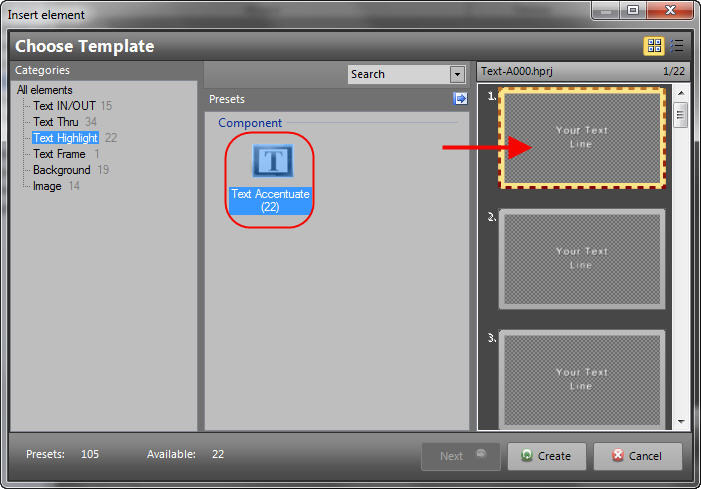 Insert element
Choose Template
Categories
All elements
Text IN/OUT 15
Text Thru 34
Text Highlight 22
Text Frame 1
Background 19
Image 14
Search
Presets
Component
T
Text Accentuate
(22)
Text-A000.hprj 1/22
1.
Your Text
Line
2.
Your Text
Line
3.
Your Text
Line
Presets: 105 Available: 22
Next
Create
Cancel